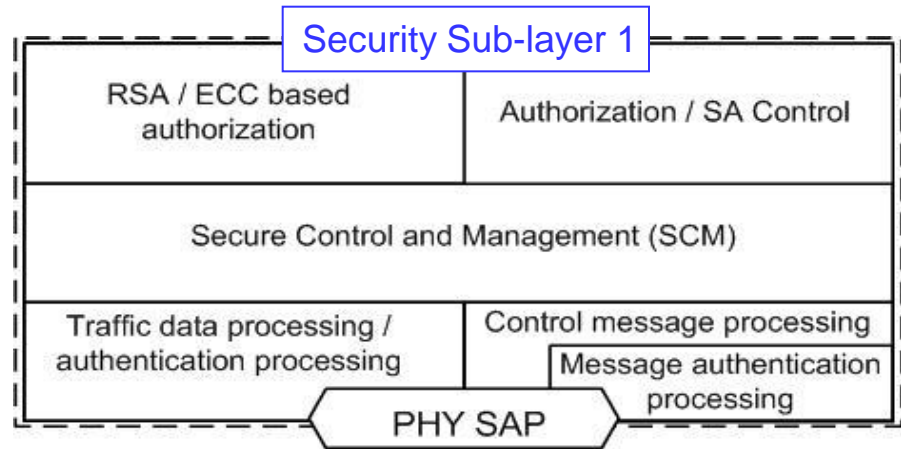 Security Sub-layer 1
RSA / ECC based
authorization
Authorization / SA Control
Secure Control and Management (SCM)
Traffic data processing /
authentication processing
Control message processing
Message authentication
processing
PHY SAP